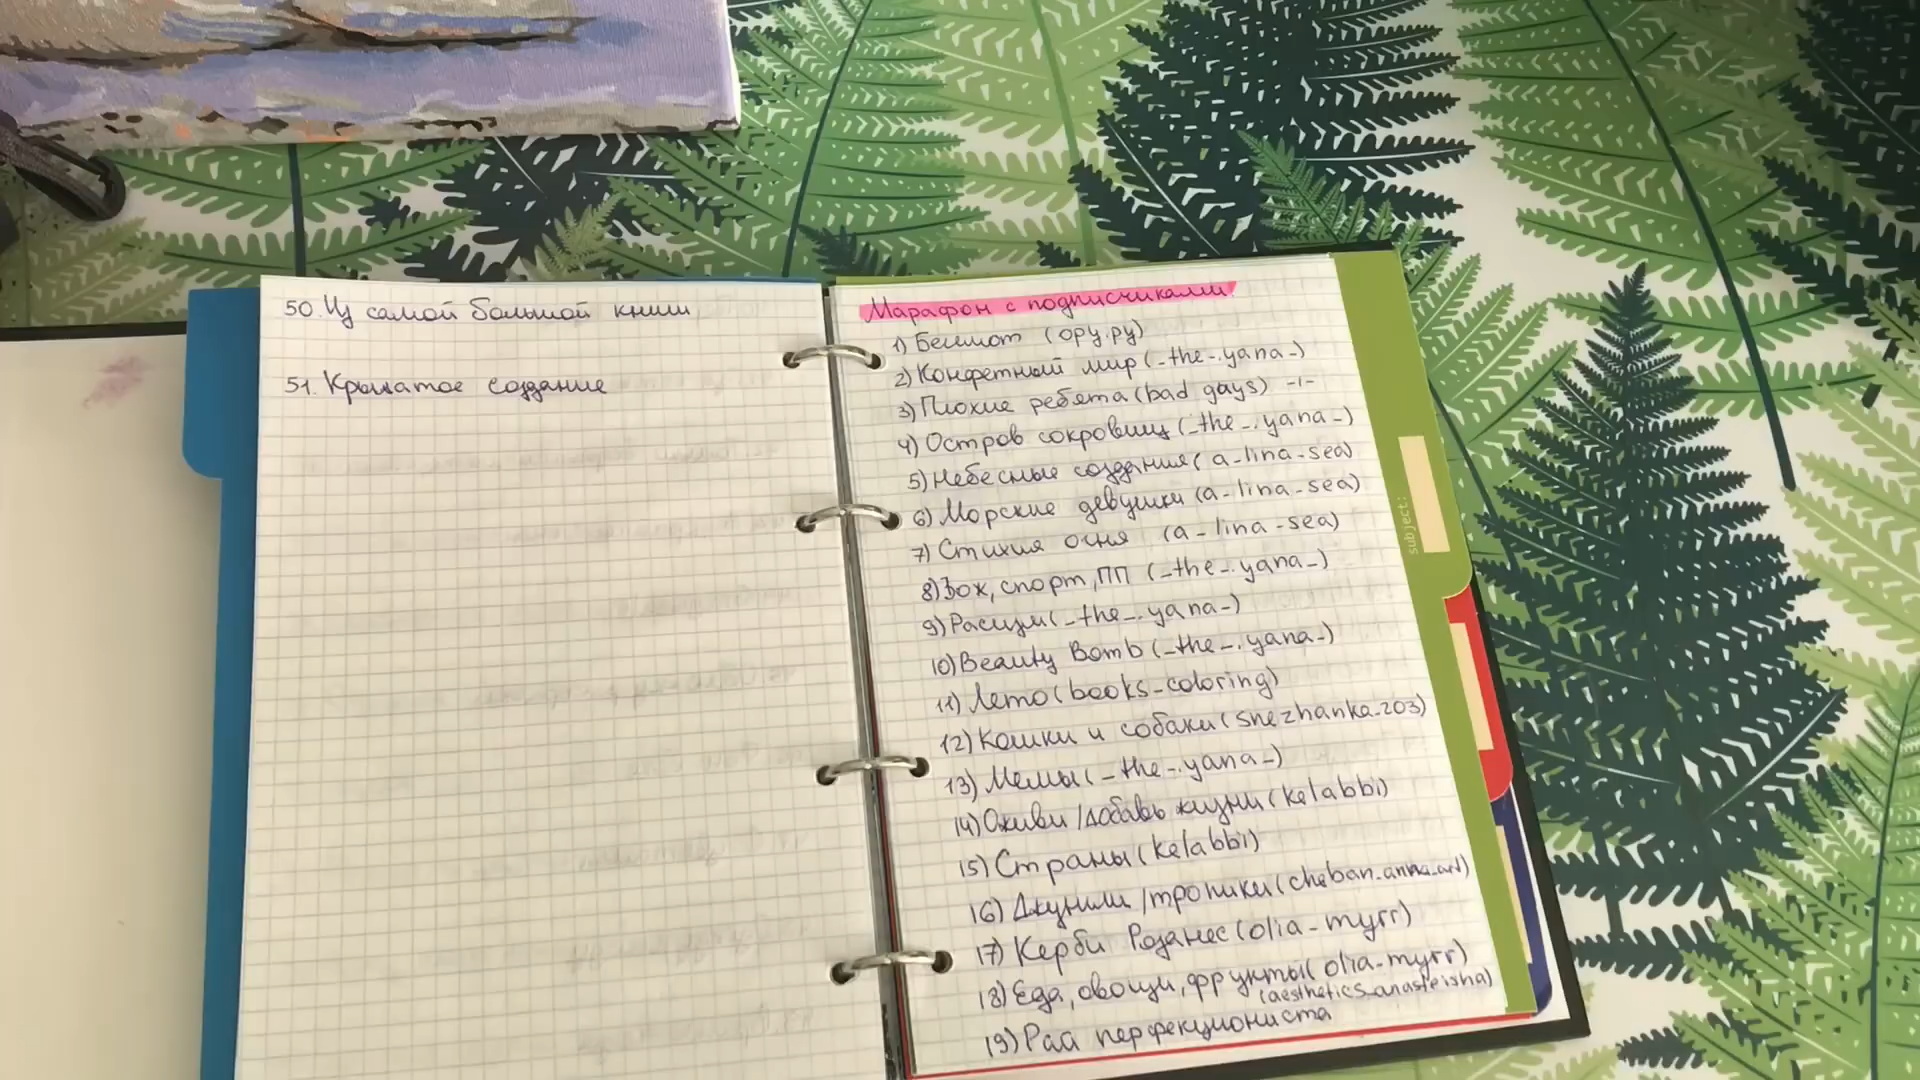 50. Из самой большой книги
51. Крылатое создание
Марафон с подписчиками!
1) Бегемот (ору.ру)
2) Конфетный мир (_the_.yana_)
3) Плохие ребята (bad gays) -ı-
4) Остров сокровищ (_the_.yana_)
5) Небесные создания (a_lina_sea)
6) Морские девушки (a_lina_sea)
7) Стихия огня (a_lina_sea)
8) Зож, спорт, ПП (_the_.yana_)
9) Расизм (_the_.yana_)
10) Beauty Bomb (_the_.yana_)
11) Лето (books_coloring)
12) Кошки и собаки (snezhanka_203)
13) Мемы (_the_.yana_)
14) Оживи / добавь жизни (kelabbi)
15) Страны (kelabbi)
16) Джунгли / тропики (cheban_anna_art)
17) Керби Розанес (olia_myrr)
18) Еда, овощи, фрукты (olia_myrr)
(aesthetics_anasteisha)
19) Рай перфекциониста
subject: